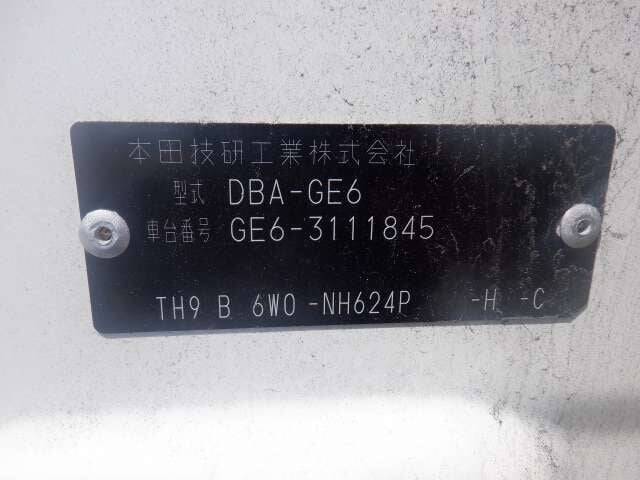 本田技研工業株式会社
型式 DBA-GE6
車台番号 GE6-3111845
TH9 B 6W0 -NH624P -H -C